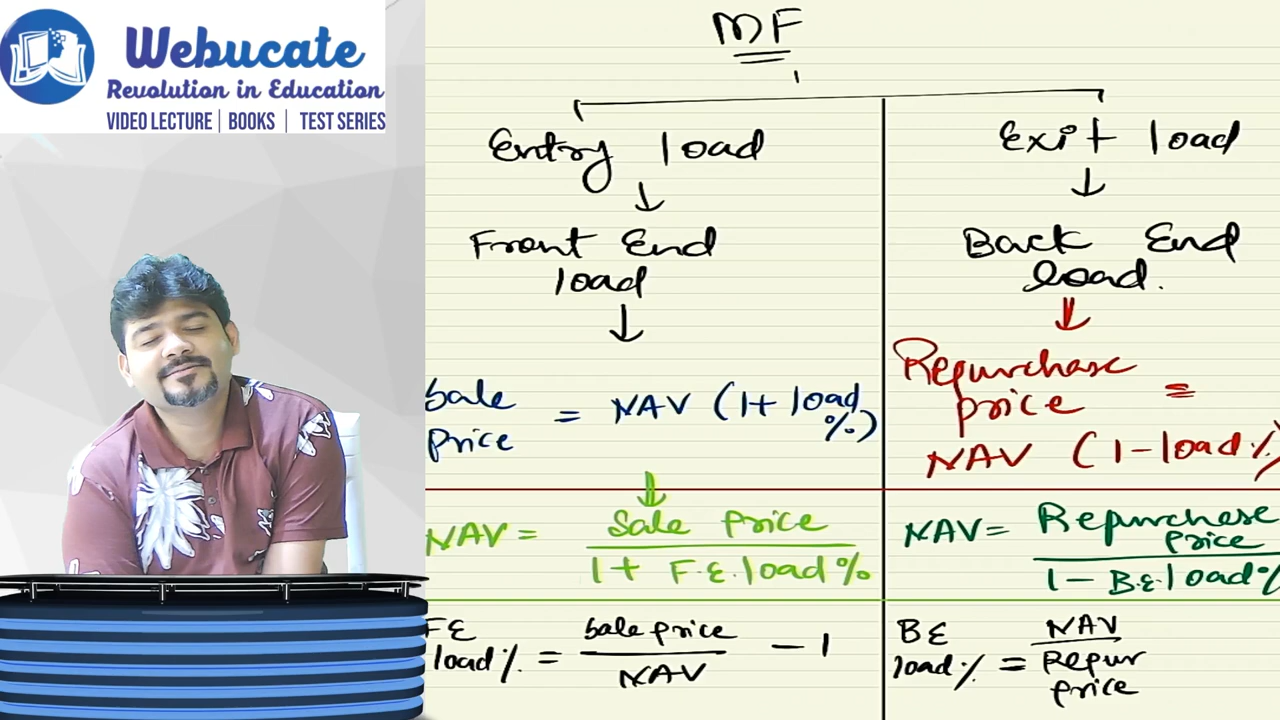 Webucate
Revolution in Education
VIDEO LECTURE | BOOKS | TEST SERIES
MF
Entry load
Front End
load
Sale
Price = NAV (1+ load
%)
NAV = Sale Price
1 + F.E. load %
FE
load % = Sale price - 1
NAV
Exit load
Back End
load.
Repurchase
price =
NAV (1 - load %
NAV = Repurchase
price
1 - B.E. load %
BE
load % = NAV
Repur
price